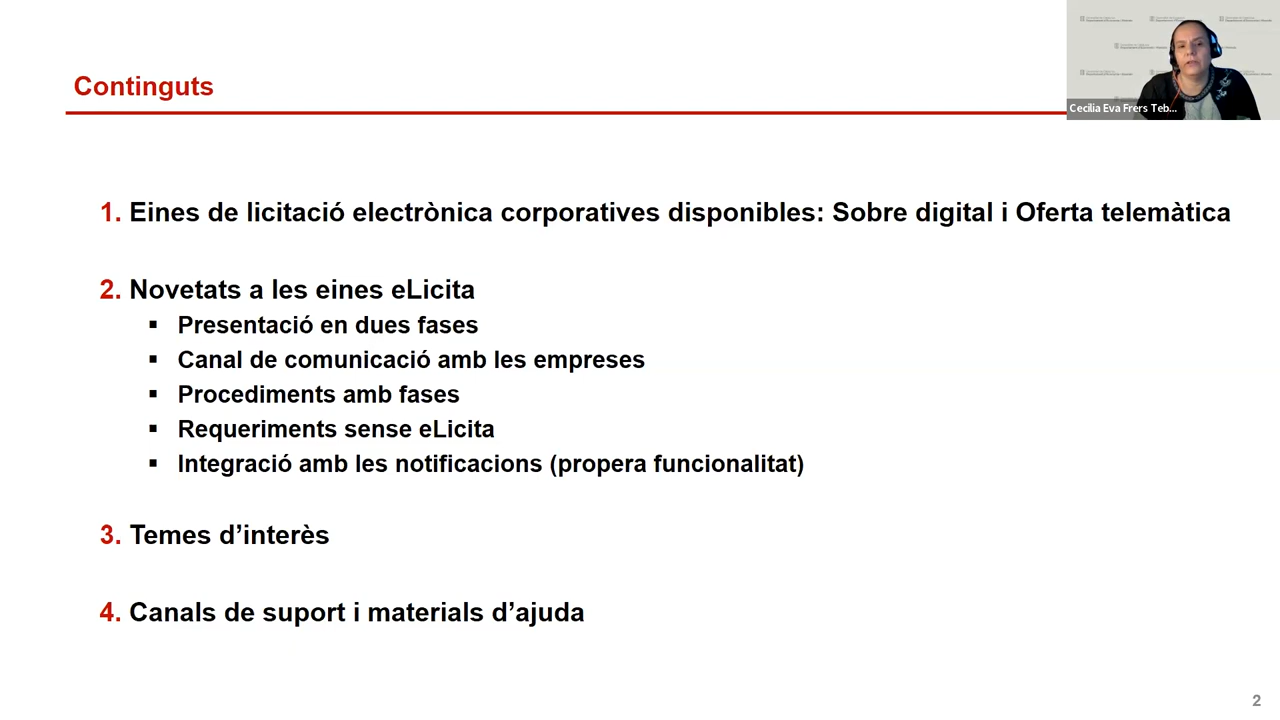 Continguts
Cecilia Eva Frers Teb...
1. Eines de licitació electrònica corporatives disponibles: Sobre digital i Oferta telemàtica
2. Novetats a les eines eLicita
▪ Presentació en dues fases
▪ Canal de comunicació amb les empreses
▪ Procediments amb fases
▪ Requeriments sense eLicita
▪ Integració amb les notificacions (propera funcionalitat)
3. Temes d’interès
4. Canals de suport i materials d’ajuda
2